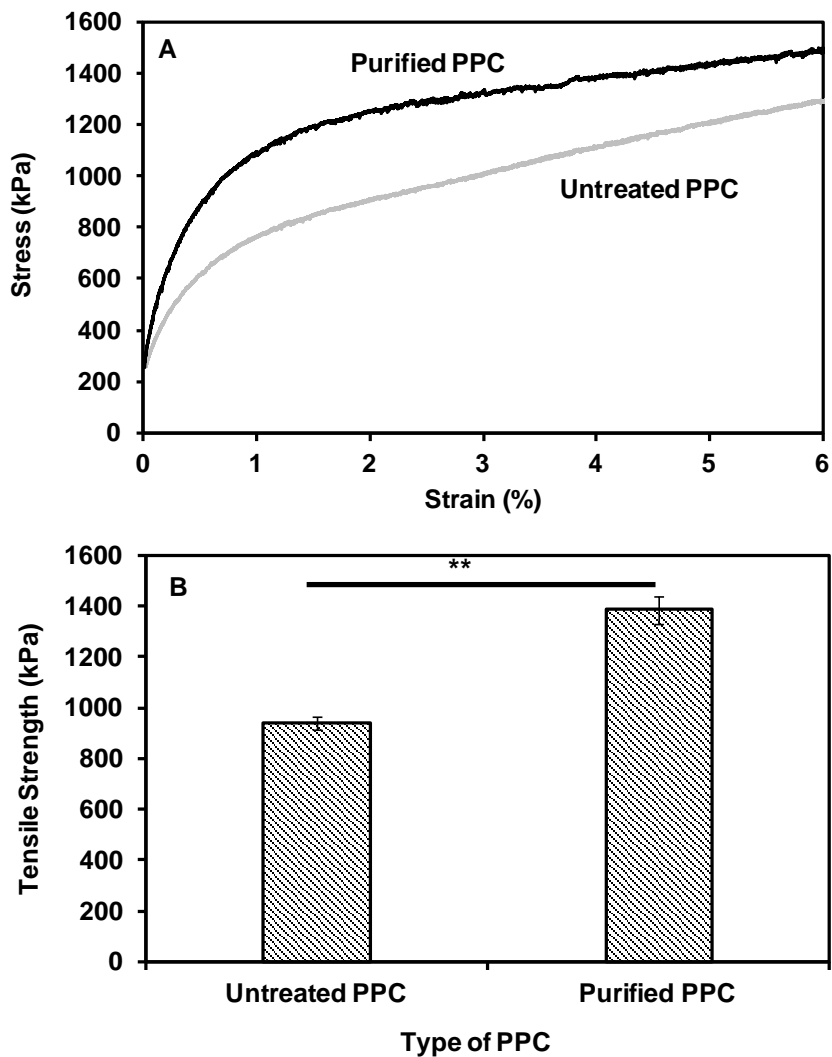 A
Purified PPC
Untreated PPC
Stress (kPa)
1600
1400
1200
1000
800
600
400
200
0
0 1 2 3 4 5 6
Strain (%)
B
**
Tensile Strength (kPa)
1600
1400
1200
1000
800
600
400
200
0
Untreated PPC Purified PPC
Type of PPC